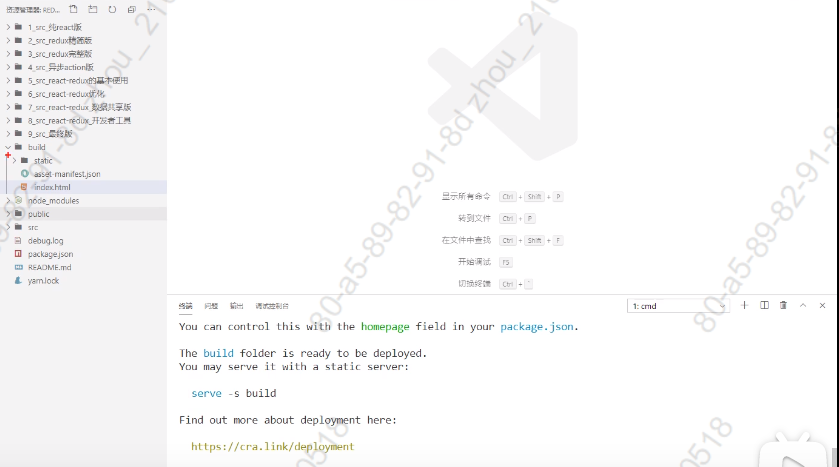 资源管理器: RED...
1_src_纯react版
2_src_redux精简版
3_src_redux完整版
4_src_异步action版
5_src_react-redux的基本使用
6_src_react-redux优化
7_src_react-redux_数据共享版
8_src_react-redux_开发者工具
9_src_最终版
build
static
asset-manifest.json
index.html
node_modules
public
src
debug.log
package.json
README.md
yarn.lock
显示所有命令 Ctrl + Shift + P
转到文件 Ctrl + P
在文件中查找 Ctrl + Shift + F
开始调试 F5
切换终端 Ctrl + `
终端 问题 输出 调试控制台 1: cmd
You can control this with the homepage field in your package.json.
The build folder is ready to be deployed.
You may serve it with a static server:
serve -s build
Find out more about deployment here:
https://cra.link/deployment
80-a5-89-82-91-8d zhou_210
80-a5-89-82-91-8d
0518
0518